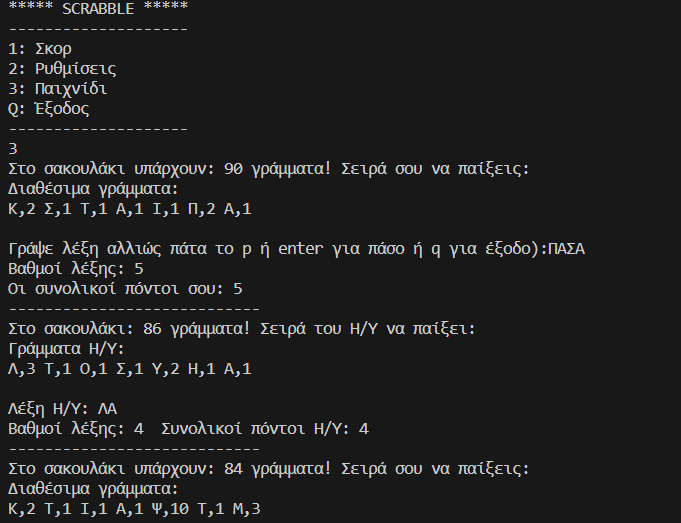 ***** SCRABBLE *****
--------------------
1: Σκορ
2: Ρυθμίσεις
3: Παιχνίδι
Q: Έξοδος
--------------------
3
Στο σακουλάκι υπάρχουν: 90 γράμματα! Σειρά σου να παίξεις:
Διαθέσιμα γράμματα:
Κ,2 Σ,1 Τ,1 Α,1 Ι,1 Π,2 Α,1
Γράψε λέξη αλλιώς πάτα το p ή enter για πάσο ή q για έξοδο):ΠΑΣΑ
Βαθμοί λέξης: 5
Οι συνολικοί πόντοι σου: 5
----------------------------
Στο σακουλάκι: 86 γράμματα! Σειρά του Η/Υ να παίξει:
Γράμματα Η/Υ:
Λ,3 Τ,1 Ο,1 Σ,1 Υ,2 Η,1 Α,1
Λέξη Η/Υ: ΛΑ
Βαθμοί λέξης: 4  Συνολικοί πόντοι Η/Υ: 4
----------------------------
Στο σακουλάκι υπάρχουν: 84 γράμματα! Σειρά σου να παίξεις:
Διαθέσιμα γράμματα:
Κ,2 Τ,1 Ι,1 Α,1 Ψ,10 Τ,1 Μ,3